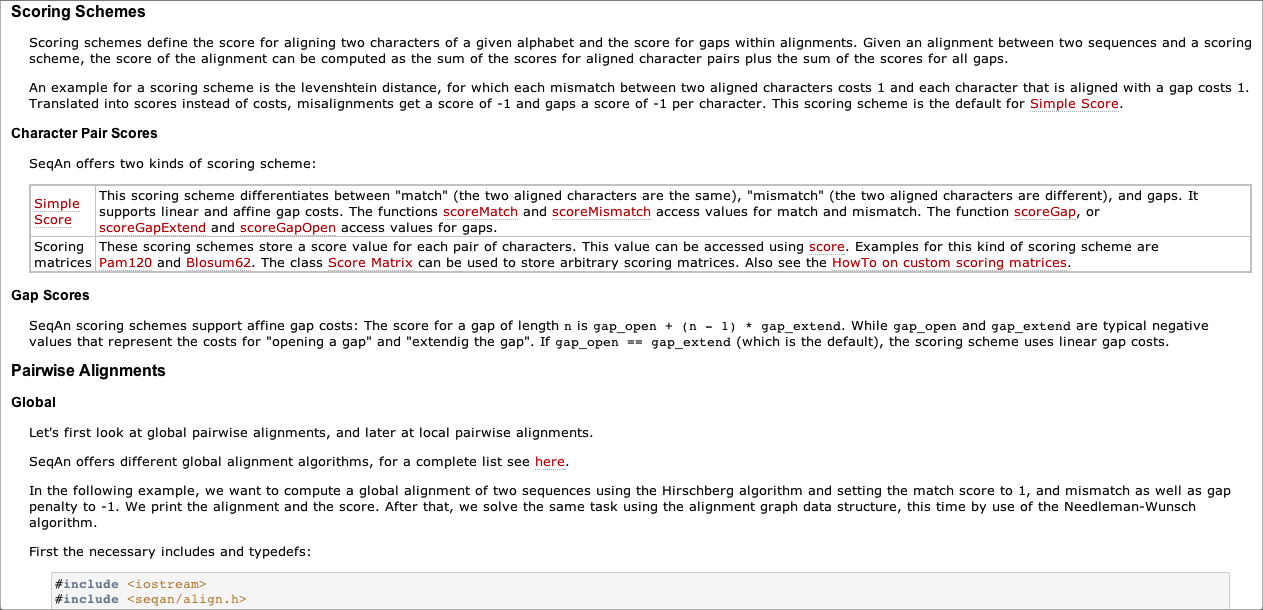 Scoring Schemes
Scoring schemes define the score for aligning two characters of a given alphabet and the score for gaps within alignments. Given an alignment between two sequences and a scoring
scheme, the score of the alignment can be computed as the sum of the scores for aligned character pairs plus the sum of the scores for all gaps.
An example for a scoring scheme is the levenshtein distance, for which each mismatch between two aligned characters costs 1 and each character that is aligned with a gap costs 1.
Translated into scores instead of costs, misalignments get a score of -1 and gaps a score of -1 per character. This scoring scheme is the default for Simple Score.
Character Pair Scores
SeqAn offers two kinds of scoring scheme:
Simple
Score
This scoring scheme differentiates between "match" (the two aligned characters are the same), "mismatch" (the two aligned characters are different), and gaps. It
supports linear and affine gap costs. The functions scoreMatch and scoreMismatch access values for match and mismatch. The function scoreGap, or
scoreGapExtend and scoreGapOpen access values for gaps.
Scoring
matrices
These scoring schemes store a score value for each pair of characters. This value can be accessed using score. Examples for this kind of scoring scheme are
Pam120 and Blosum62. The class Score Matrix can be used to store arbitrary scoring matrices. Also see the HowTo on custom scoring matrices.
Gap Scores
SeqAn scoring schemes support affine gap costs: The score for a gap of length n is gap_open + (n - 1) * gap_extend. While gap_open and gap_extend are typical negative
values that represent the costs for "opening a gap" and "extendig the gap". If gap_open == gap_extend (which is the default), the scoring scheme uses linear gap costs.
Pairwise Alignments
Global
Let's first look at global pairwise alignments, and later at local pairwise alignments.
SeqAn offers different global alignment algorithms, for a complete list see here.
In the following example, we want to compute a global alignment of two sequences using the Hirschberg algorithm and setting the match score to 1, and mismatch as well as gap
penalty to -1. We print the alignment and the score. After that, we solve the same task using the alignment graph data structure, this time by use of the Needleman-Wunsch
algorithm.
First the necessary includes and typedefs:
#include <iostream>
#include <seqan/align.h>